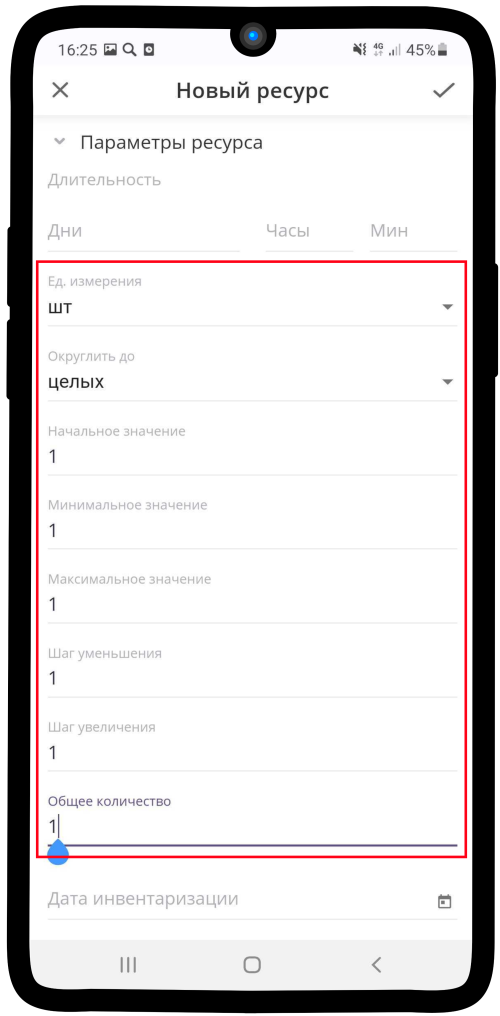 16:25 4G 45%
Новый ресурс
Параметры ресурса
Длительность
Дни Часы Мин
Ед. измерения
шт
Округлить до
целых
Начальное значение
1
Минимальное значение
1
Максимальное значение
1
Шаг уменьшения
1
Шаг увеличения
1
Общее количество
1
Дата инвентаризации